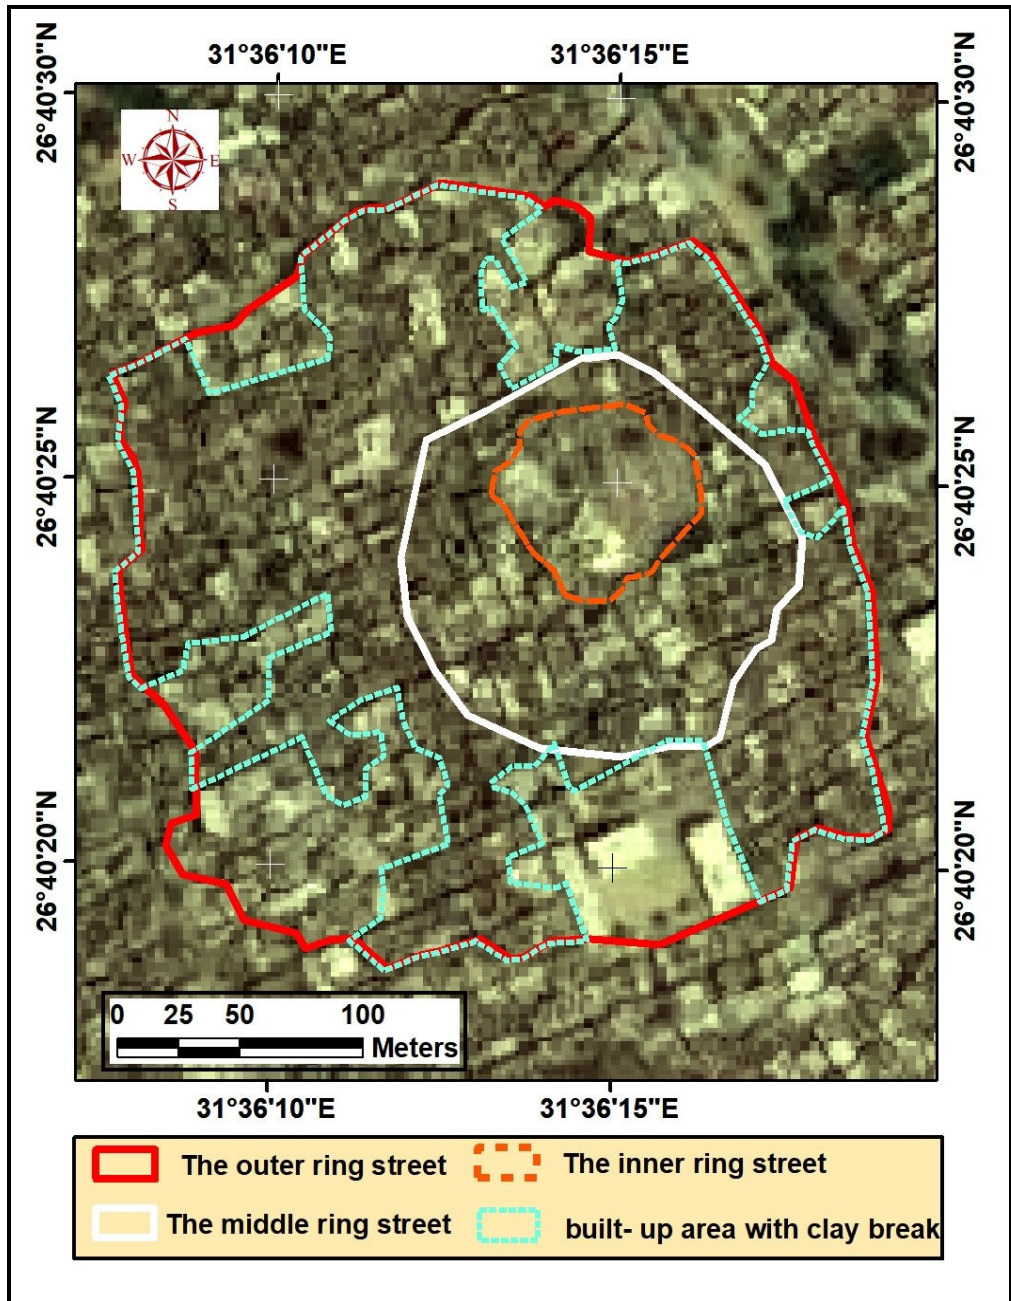 31°36'10"E 31°36'15"E
26°40'30"N 26°40'30"N
N
W E
S
26°40'25"N 26°40'25"N
26°40'20"N 26°40'20"N
0 25 50 100
Meters
31°36'10"E 31°36'15"E
The outer ring street The inner ring street
The middle ring street built- up area with clay break